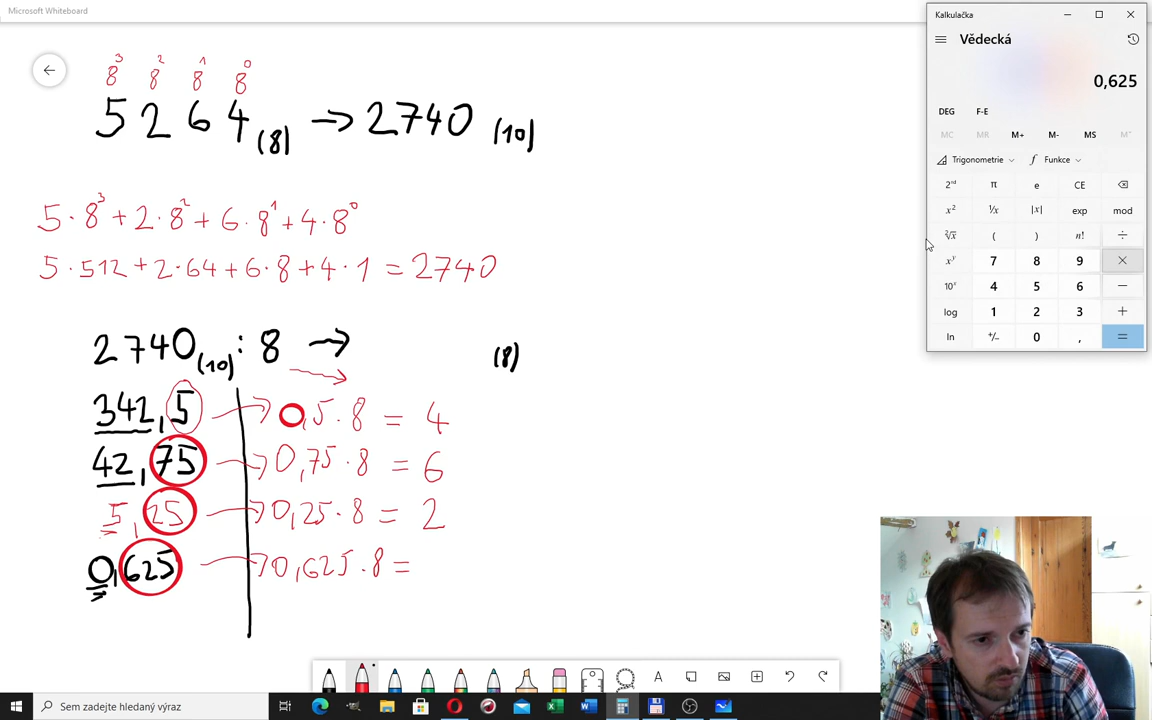 Microsoft Whiteboard
8³ 8² 8¹ 8⁰
5 2 6 4 (8) → 2740 (10)
5 · 8³ + 2 · 8² + 6 · 8¹ + 4 · 8⁰
5 · 512 + 2 · 64 + 6 · 8 + 4 · 1 = 2740
2740 (10) : 8 → (8)
342,5 → 0,5 · 8 = 4
42,75 → 0,75 · 8 = 6
5,25 → 0,25 · 8 = 2
0,625 → 0,625 · 8 =
Kalkulačka
Vědecká
0,625
DEG F-E
MC MR M+ M- MS M˅
Trigonometrie Funkce
2ⁿᵈ π e CE
x² ¹/x |x| exp mod
²√x ( ) n! ÷
xʸ 7 8 9 ×
10ˣ 4 5 6 −
log 1 2 3 +
ln +/− 0 , =
A
Sem zadejte hledaný výraz